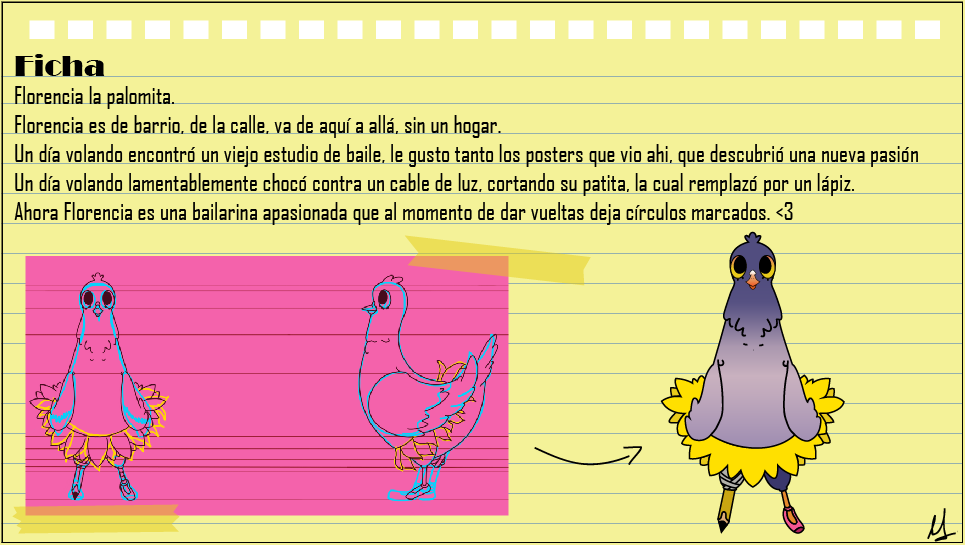 Ficha
Florencia la palomita.
Florencia es de barrio, de la calle, va de aquí a allá, sin un hogar.
Un día volando encontró un viejo estudio de baile, le gusto tanto los posters que vio ahi, que descubrió una nueva pasión
Un día volando lamentablemente chocó contra un cable de luz, cortando su patita, la cual remplazó por un lápiz.
Ahora Florencia es una bailarina apasionada que al momento de dar vueltas deja círculos marcados. <3